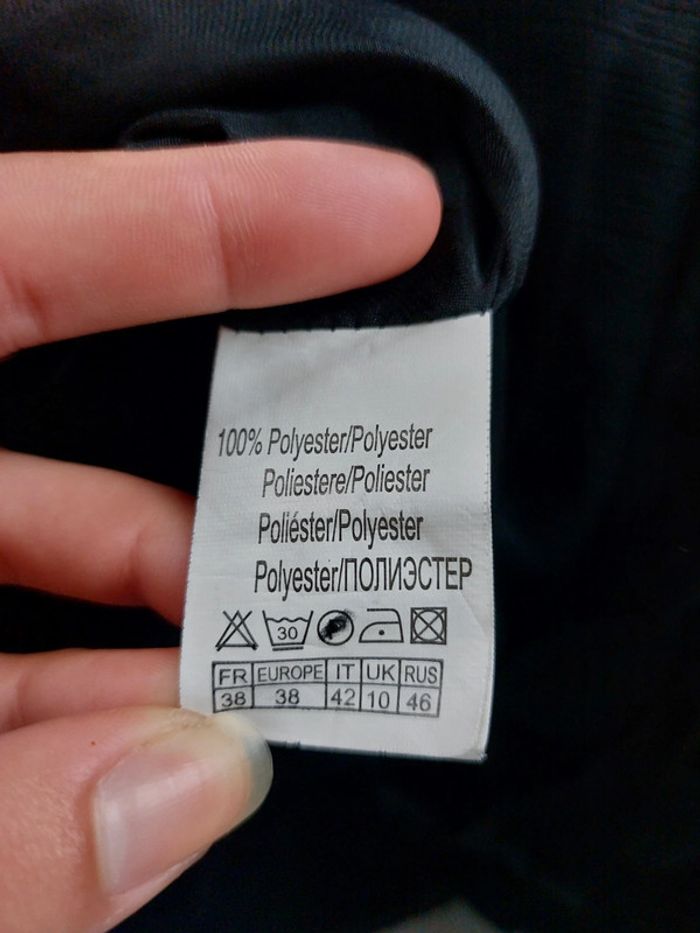 100% Polyester/Polyester
Poliestere/Poliester
Poliéster/Polyester
Polyester/ПОЛИЭСТЕР
30
FR EUROPE IT UK RUS
38 38 42 10 46